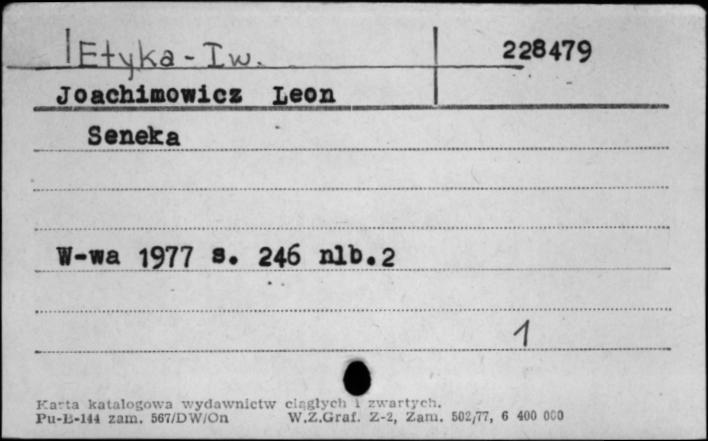 Etyka - Iw. 228479
Joachimowicz Leon
Seneka
W-wa 1977 s. 246 nlb.2
1
Karta katalogowa wydawnictw ciągłych i zwartych.
Pu-B-144 zam. 567/DW/On W.Z.Graf. Z-2, Zam. 502/77, 6 400 000